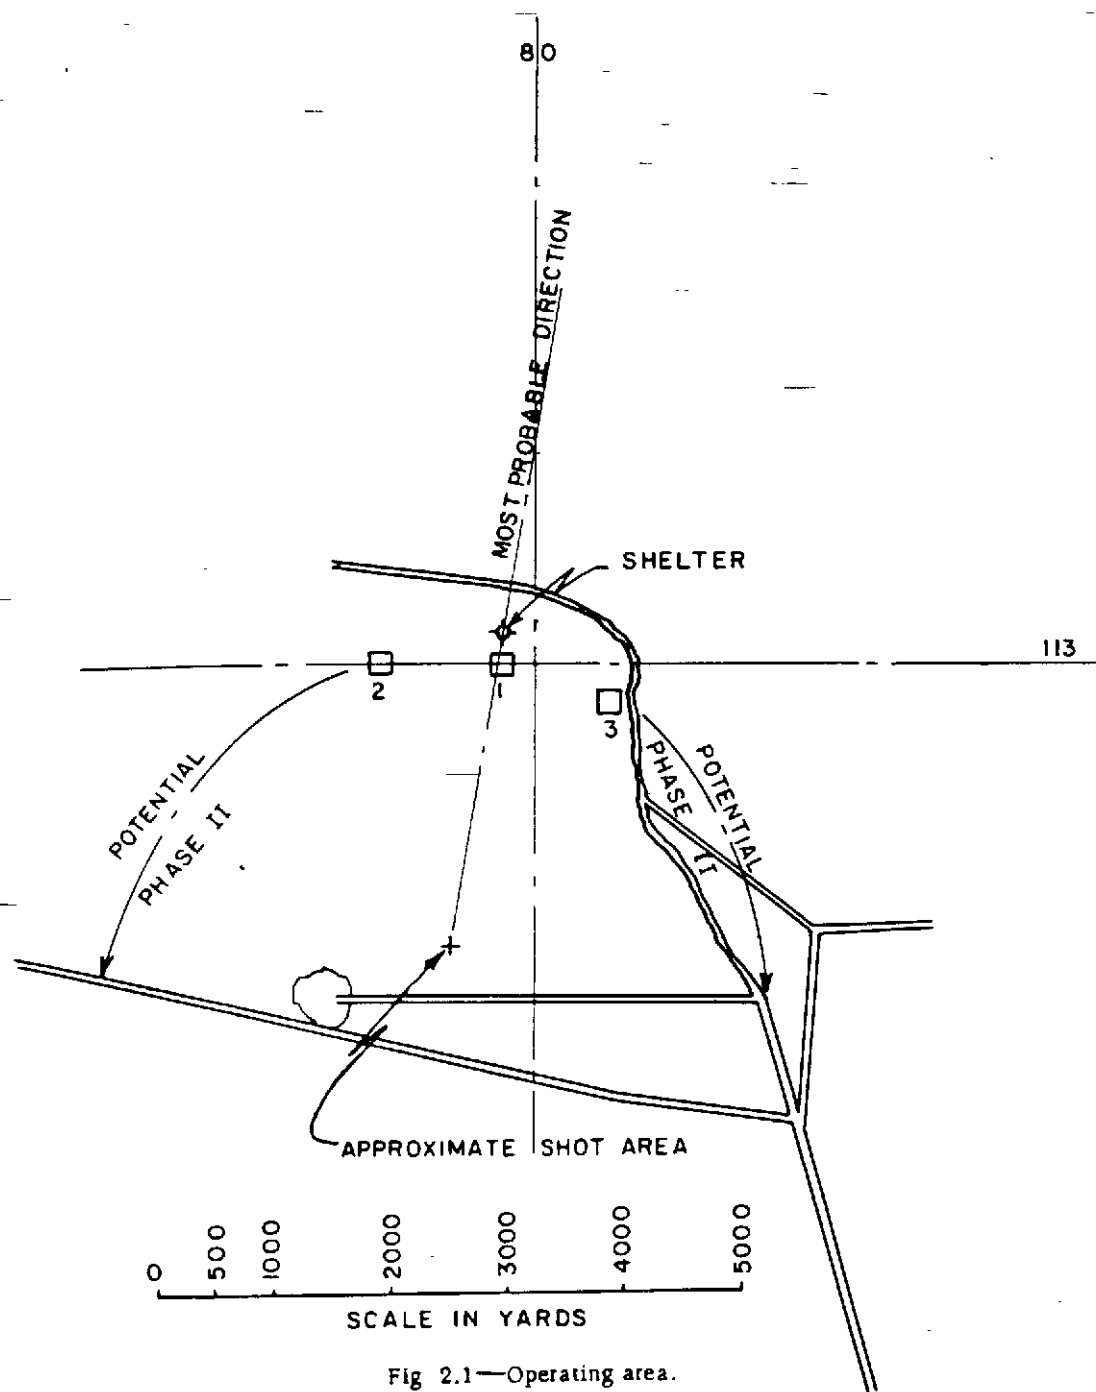 80
MOST PROBABLE DIRECTION
SHELTER
113
2
1
3
POTENTIAL
PHASE II
POTENTIAL
PHASE II
APPROXIMATE SHOT AREA
0 500 1000 2000 3000 4000 5000
SCALE IN YARDS
Fig 2.1—Operating area.